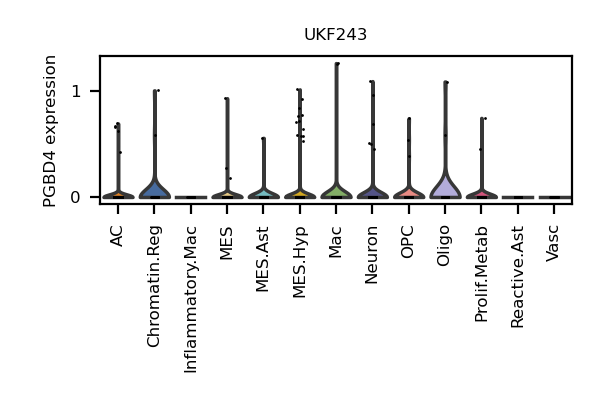 UKF243
PGBD4 expression
1
0
AC
Chromatin.Reg
Inflammatory.Mac
MES
MES.Ast
MES.Hyp
Mac
Neuron
OPC
Oligo
Prolif.Metab
Reactive.Ast
Vasc